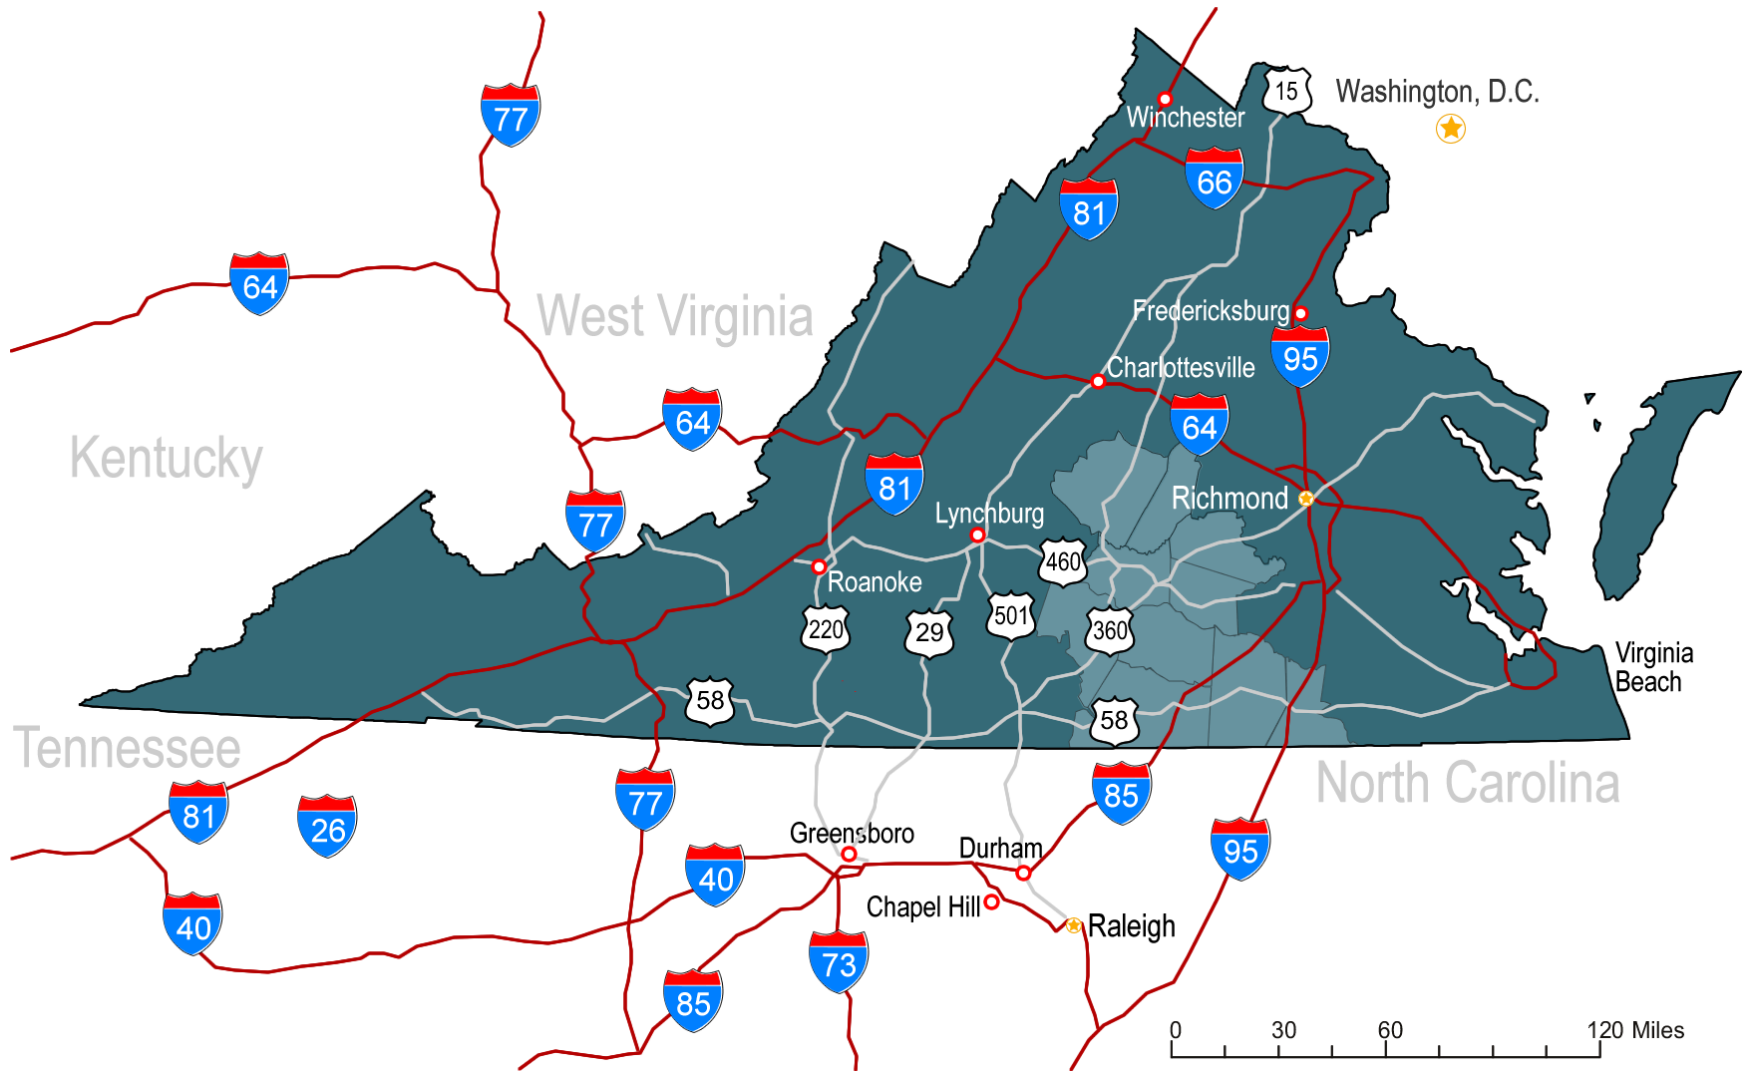 77
15
Washington, D.C.
Winchester
66
81
64
West Virginia
Fredericksburg
95
Charlottesville
64
64
Kentucky
81
Richmond
77
Lynchburg
460
Roanoke
220
29
501
360
Virginia
Beach
58
58
Tennessee
North Carolina
81
26
77
85
Greensboro
Durham
95
40
Chapel Hill
Raleigh
40
73
85
0 30 60 120 Miles